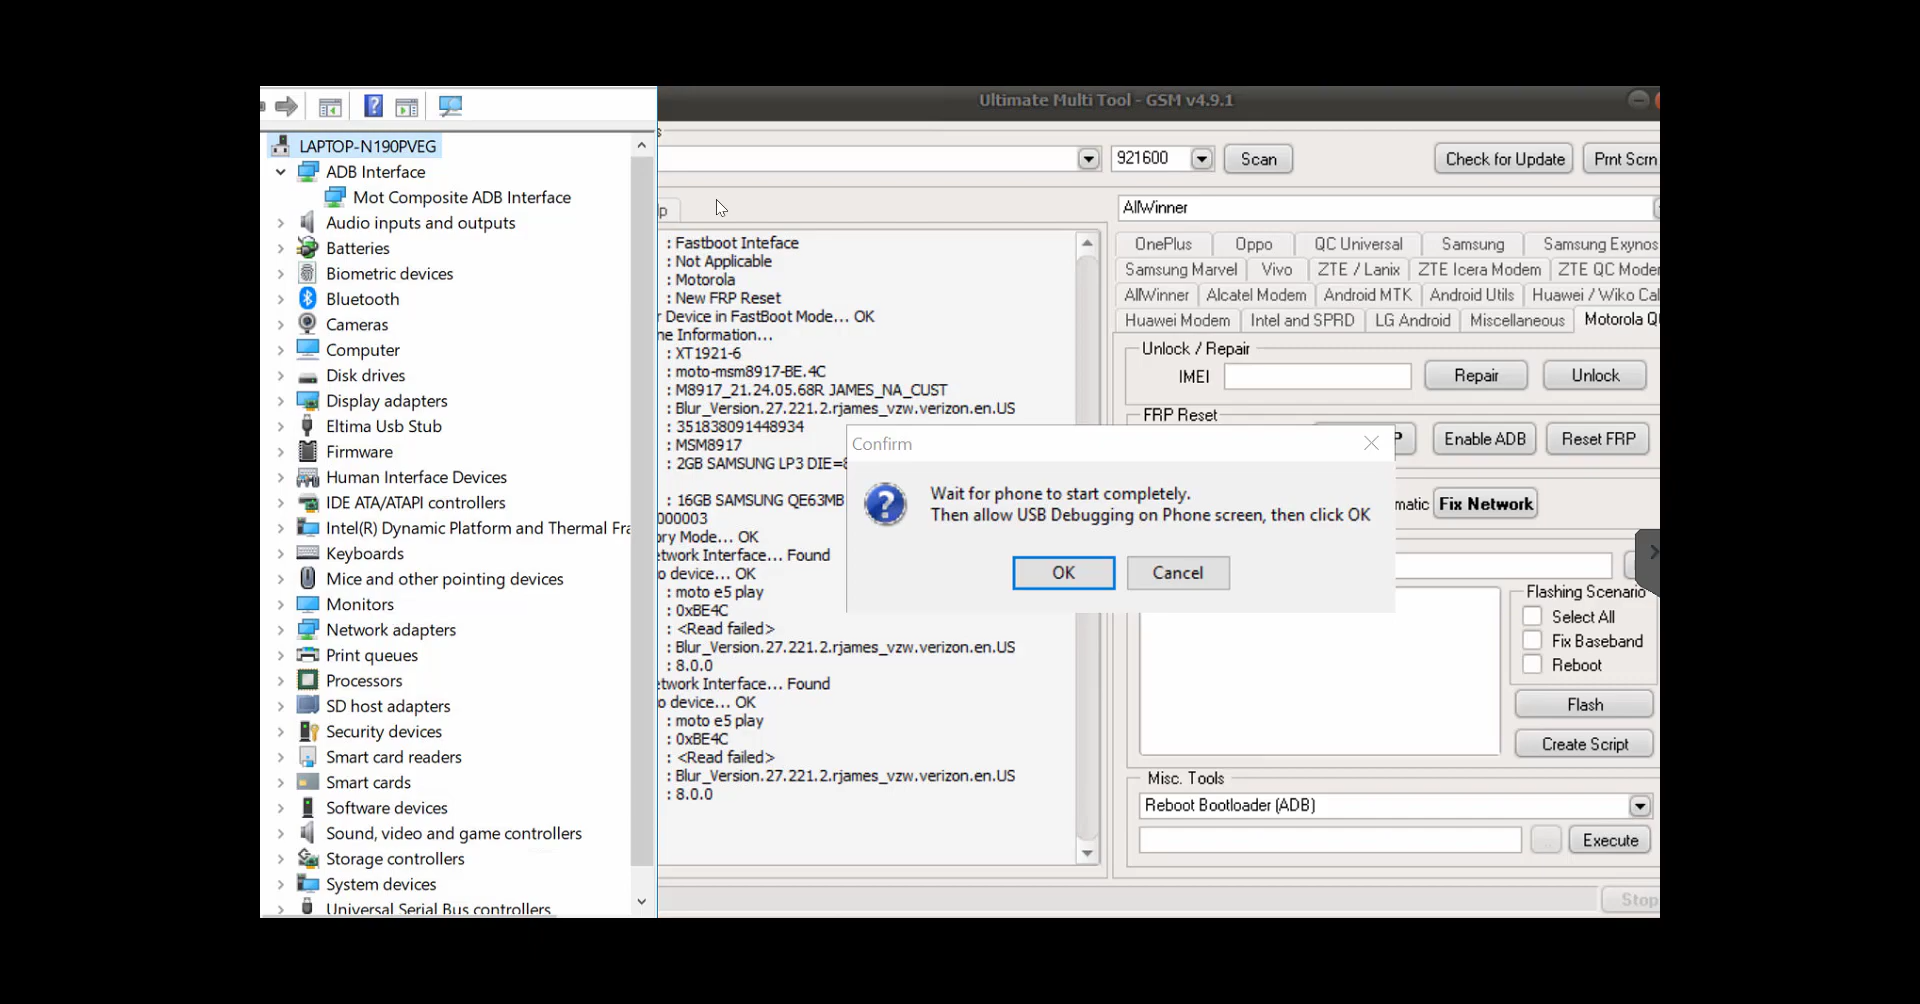 Ultimate Multi Tool - GSM v4.9.1
LAPTOP-N190PVEG
ADB Interface
Mot Composite ADB Interface
Audio inputs and outputs
Batteries
Biometric devices
Bluetooth
Cameras
Computer
Disk drives
Display adapters
Eltima Usb Stub
Firmware
Human Interface Devices
IDE ATA/ATAPI controllers
Intel(R) Dynamic Platform and Thermal Fra
Keyboards
Mice and other pointing devices
Monitors
Network adapters
Print queues
Processors
SD host adapters
Security devices
Smart card readers
Smart cards
Software devices
Sound, video and game controllers
Storage controllers
System devices
Universal Serial Bus controllers
s
921600 Scan Check for Update Prnt Scrn
lp
: Fastboot Inteface
: Not Applicable
: Motorola
: New FRP Reset
r Device in FastBoot Mode... OK
ne Information...
: XT1921-6
: moto-msm8917-BE.4C
: M8917_21.24.05.68R JAMES_NA_CUST
: Blur_Version.27.221.2.rjames_vzw.verizon.en.US
: 351838091448934
: MSM8917
: 2GB SAMSUNG LP3 DIE=8
: 16GB SAMSUNG QE63MB
000003
ory Mode... OK
etwork Interface... Found
o device... OK
: moto e5 play
: 0xBE4C
: <Read failed>
: Blur_Version.27.221.2.rjames_vzw.verizon.en.US
: 8.0.0
etwork Interface... Found
o device... OK
: moto e5 play
: 0xBE4C
: <Read failed>
: Blur_Version.27.221.2.rjames_vzw.verizon.en.US
: 8.0.0
AllWinner
OnePlus Oppo QC Universal Samsung Samsung Exynos
Samsung Marvel Vivo ZTE / Lanix ZTE Icera Modem ZTE QC Moder
AllWinner Alcatel Modem Android MTK Android Utils Huawei / Wiko Cal
Huawei Modem Intel and SPRD LG Android Miscellaneous Motorola Q
Unlock / Repair
IMEI Repair Unlock
FRP Reset
P Enable ADB Reset FRP
matic Fix Network
Confirm
Wait for phone to start completely.
Then allow USB Debugging on Phone screen, then click OK
OK Cancel
Flashing Scenario
Select All
Fix Baseband
Reboot
Flash
Create Script
Misc. Tools
Reboot Bootloader (ADB)
... Execute
Stop